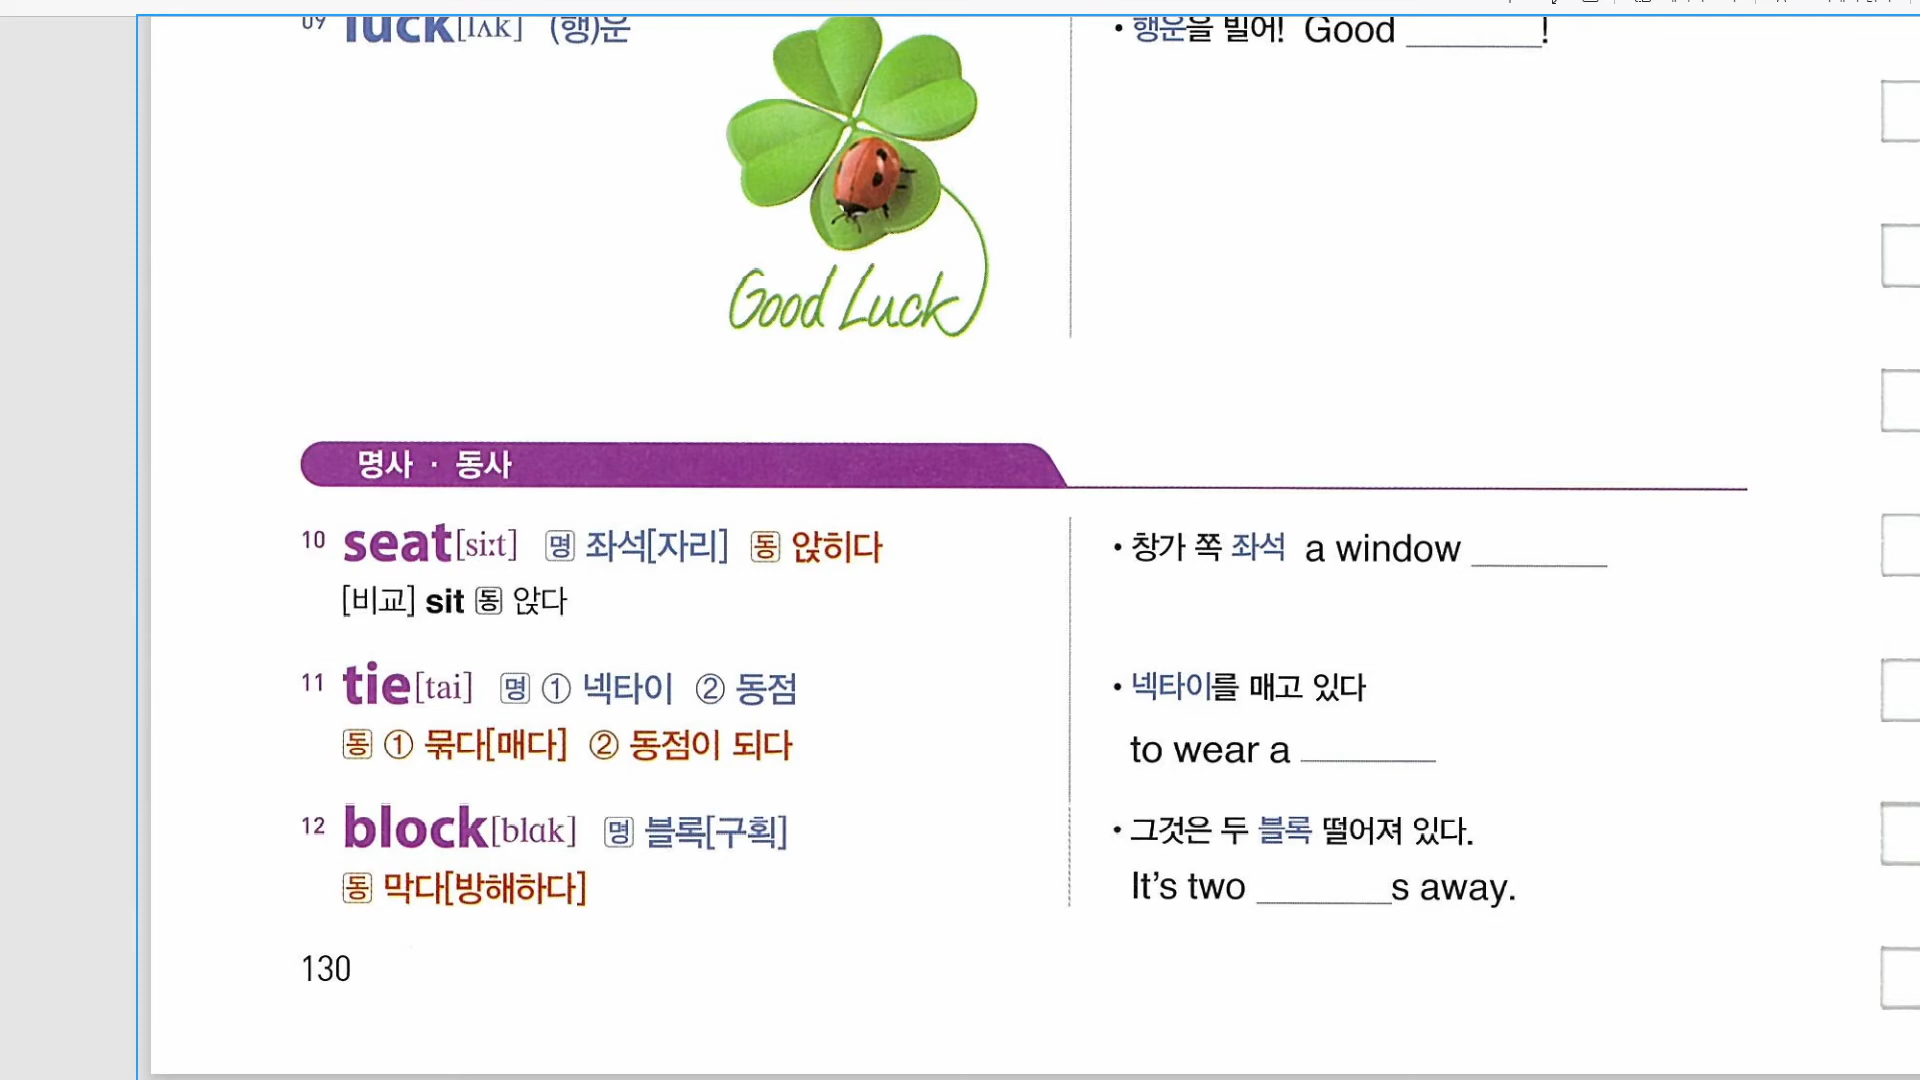 09 luck[lʌk] (행)운
• 행운을 빌어! Good ________!
Good Luck
명사 · 동사
10 seat[siːt] 명 좌석[자리] 동 앉히다
[비교] sit 동 앉다
• 창가 쪽 좌석 a window ________
11 tie[tai] 명 ① 넥타이 ② 동점
동 ① 묶다[매다] ② 동점이 되다
• 넥타이를 매고 있다
to wear a ________
12 block[blɑk] 명 블록[구획]
동 막다[방해하다]
• 그것은 두 블록 떨어져 있다.
It's two ________s away.
130